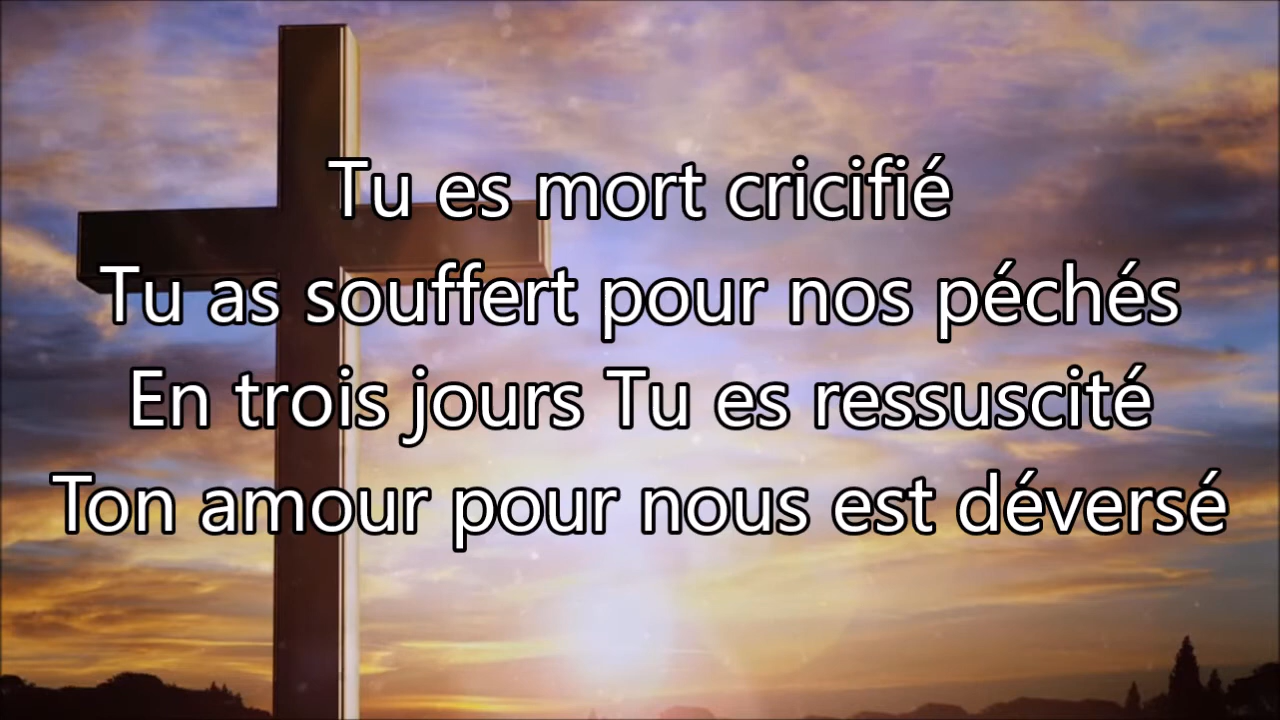 Tu es mort cricifié
Tu as souffert pour nos péchés
En trois jours Tu es ressuscité
Ton amour pour nous est déversé